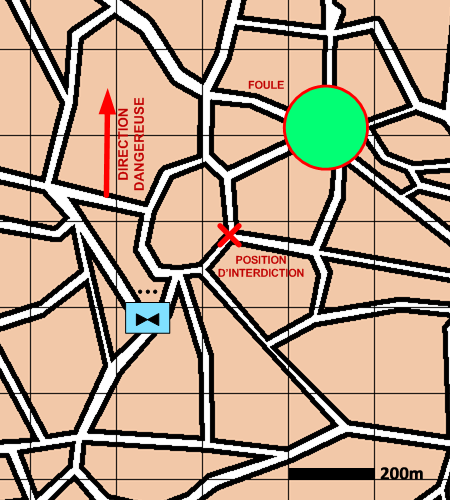 FOULE
DIRECTION
DANGEREUSE
POSITION
D'INTERDICTION
200m